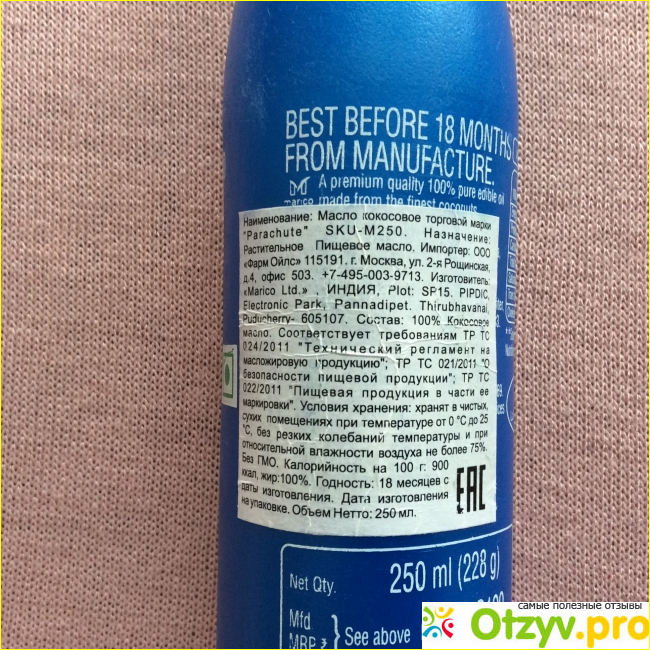 BEST BEFORE 18 MONTHS
FROM MANUFACTURE.
A premium quality 100% pure edible oil
made from the finest coconuts
Наименование: Масло кокосовое торговой марки
"Parachute" SKU-M250. Назначение:
Растительное Пищевое масло. Импортер: ООО
«Фарм Ойлс» 115191. г. Москва, ул. 2-я Рощинская,
д.4, офис 503. +7-495-003-9713. Изготовитель:
«Marico Ltd.» , ИНДИЯ, Plot: SP15. PIPDIC,
Electronic Park, Pannadipet. Thirubhavanai,
Puducherry- 605107. Состав: 100% Кокосовое
масло. Соответствует требованиям ТР ТС
024/2011 "Технический регламент на
масложировую продукцию"; ТР ТС 021/2011 "О
безопасности пищевой продукции"; ТР ТС
022/2011 "Пищевая продукция в части ее
маркировки". Условия хранения: хранят в чистых,
сухих помещениях при температуре от 0 °С до 25
°С, без резких колебаний температуры и при
относительной влажности воздуха не более 75%.
Без ГМО. Калорийность на 100 г: 900
ккал, жир:100%. Годность: 18 месяцев с
даты изготовления. Дата изготовления
на упаковке. Объем Нетто: 250 мл.
EAC
Net Qty. 250 ml (228 g)
Mfd
MRP ₹
See above
самые полезные отзывы
Otzyv.pro